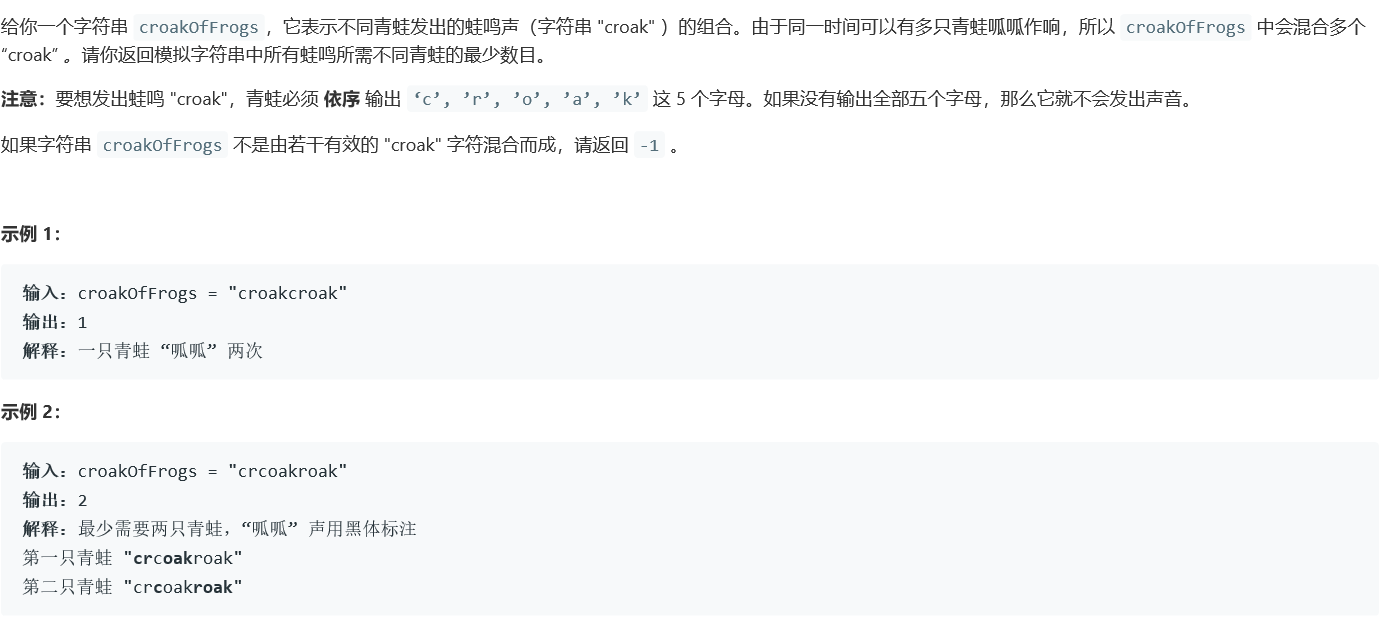 给你一个字符串 croakOfFrogs ，它表示不同青蛙发出的蛙鸣声（字符串 "croak" ）的组合。由于同一时间可以有多只青蛙呱呱作响，所以 croakOfFrogs 中会混合多个
“croak” 。请你返回模拟字符串中所有蛙鸣所需不同青蛙的最少数目。
注意：要想发出蛙鸣 "croak"，青蛙必须 依序 输出 ‘c’, ’r’, ’o’, ’a’, ’k’ 这 5 个字母。如果没有输出全部五个字母，那么它就不会发出声音。
如果字符串 croakOfFrogs 不是由若干有效的 "croak" 字符混合而成，请返回 -1 。
示例 1：
输入：croakOfFrogs = "croakcroak"
输出：1
解释：一只青蛙 “呱呱” 两次
示例 2：
输入：croakOfFrogs = "crcoakroak"
输出：2
解释：最少需要两只青蛙，“呱呱” 声用黑体标注
第一只青蛙 "crcoakroak"
第二只青蛙 "crcoakroak"